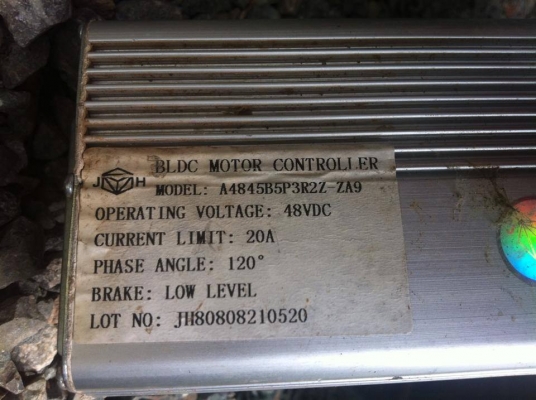 BLDC MOTOR CONTROLLER
JH
MODEL: A4845B5P3R2Z-ZA9
OPERATING VOLTAGE: 48VDC
CURRENT LIMIT: 20A
PHASE ANGLE: 120°
BRAKE: LOW LEVEL
LOT NO: JH80808210520